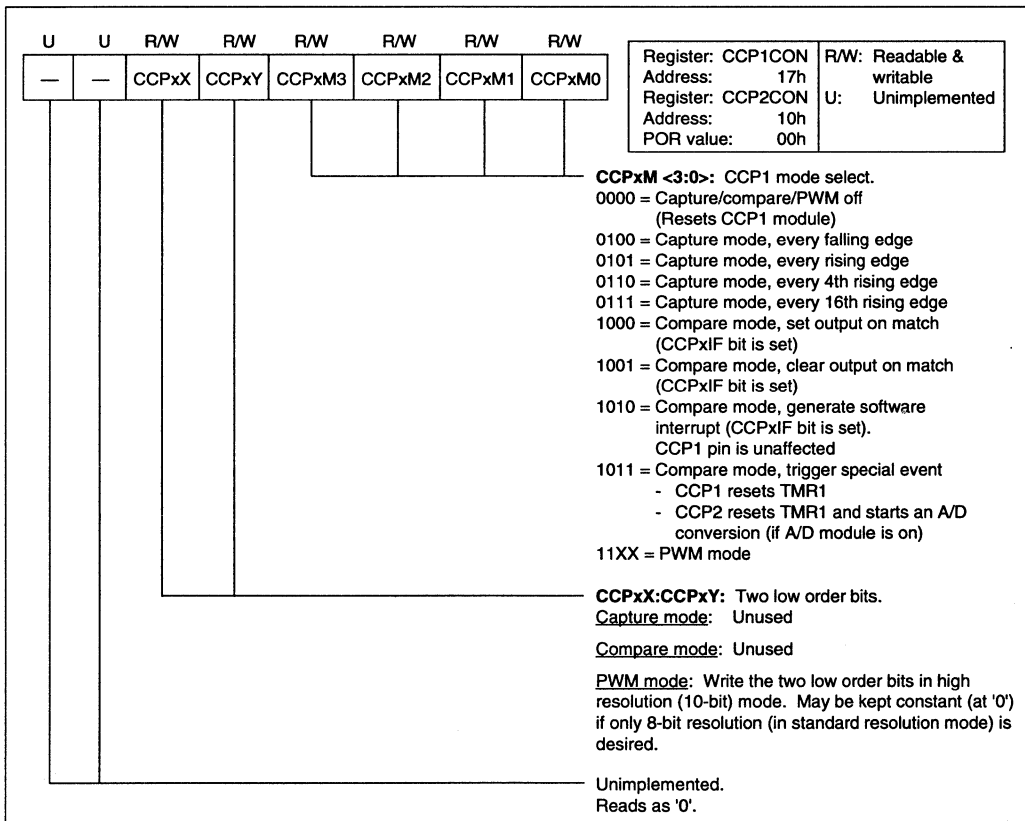 U U R/W R/W R/W R/W R/W R/W
— — CCPxX CCPxY CCPxM3 CCPxM2 CCPxM1 CCPxM0
Register: CCP1CON
Address: 17h
Register: CCP2CON
Address: 10h
POR value: 00h
R/W: Readable &
writable
U: Unimplemented
CCPxM <3:0>: CCP1 mode select.
0000 = Capture/compare/PWM off
(Resets CCP1 module)
0100 = Capture mode, every falling edge
0101 = Capture mode, every rising edge
0110 = Capture mode, every 4th rising edge
0111 = Capture mode, every 16th rising edge
1000 = Compare mode, set output on match
(CCPxIF bit is set)
1001 = Compare mode, clear output on match
(CCPxIF bit is set)
1010 = Compare mode, generate software
interrupt (CCPxIF bit is set).
CCP1 pin is unaffected
1011 = Compare mode, trigger special event
- CCP1 resets TMR1
- CCP2 resets TMR1 and starts an A/D
conversion (if A/D module is on)
11XX = PWM mode
CCPxX:CCPxY: Two low order bits.
Capture mode: Unused
Compare mode: Unused
PWM mode: Write the two low order bits in high
resolution (10-bit) mode. May be kept constant (at '0')
if only 8-bit resolution (in standard resolution mode) is
desired.
Unimplemented.
Reads as '0'.